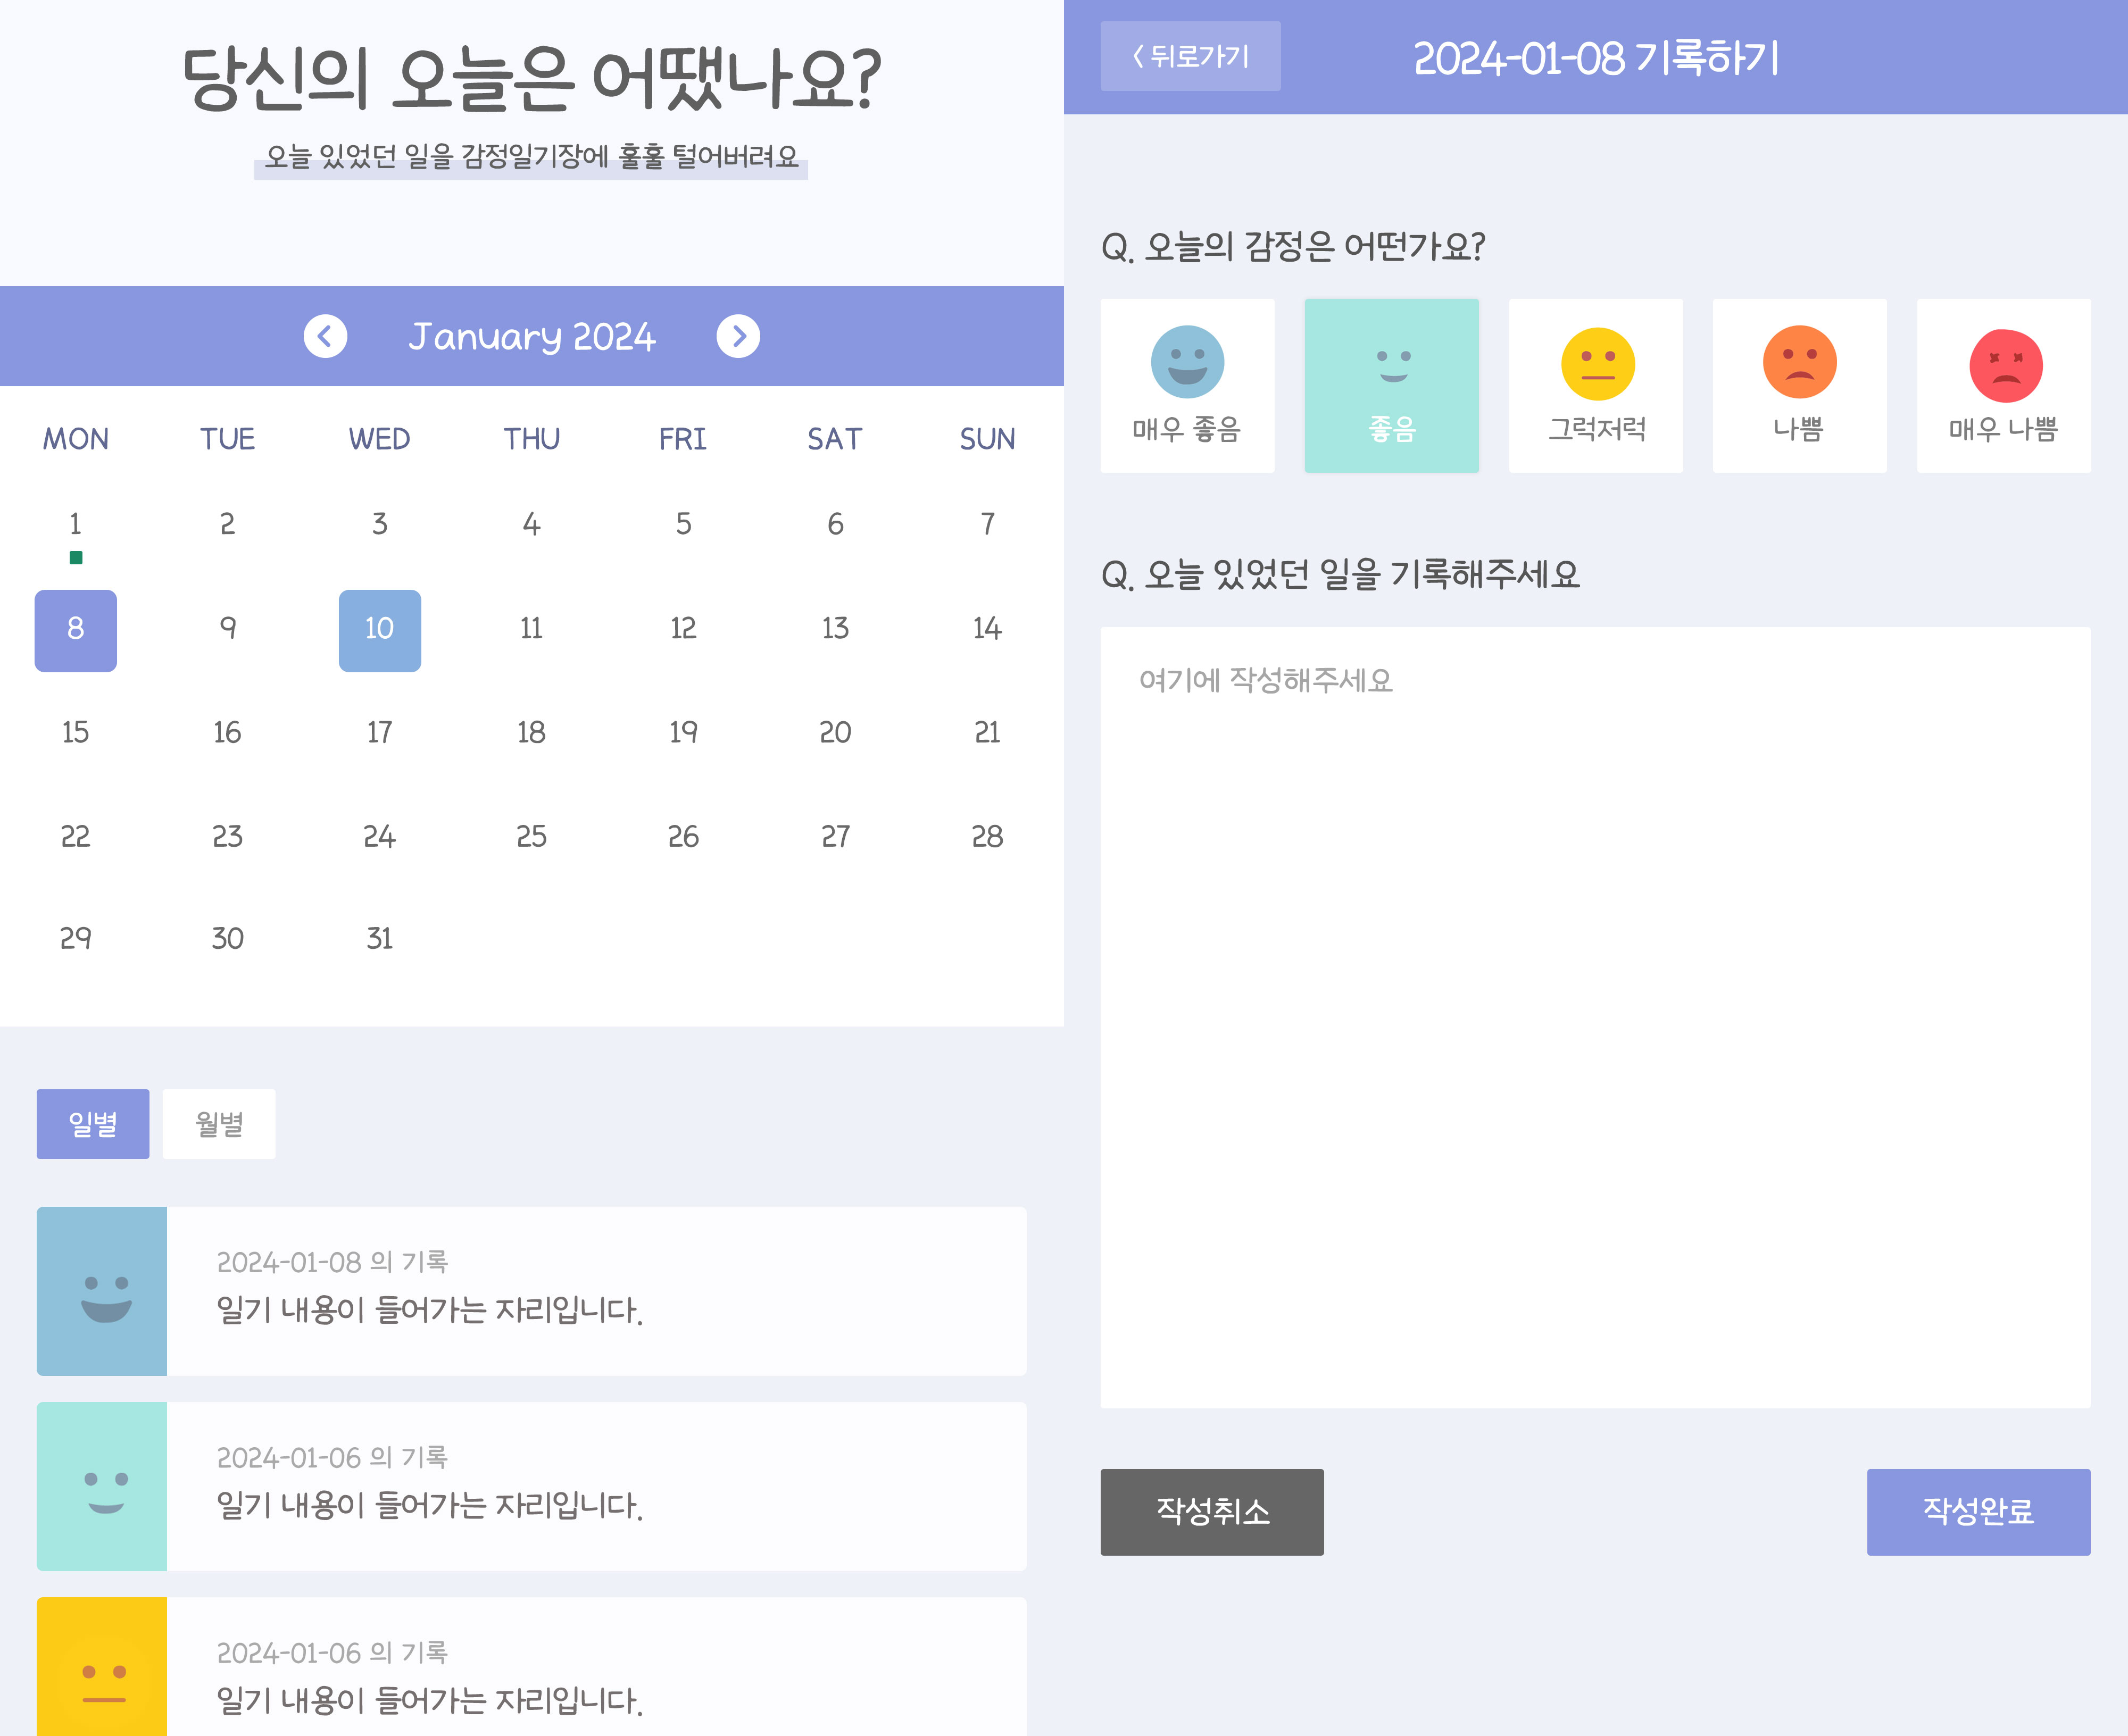 당신의 오늘은 어땠나요?
오늘 있었던 일을 감정일기장에 훌훌 털어버려요
January 2024
MON TUE WED THU FRI SAT SUN
1 2 3 4 5 6 7
8 9 10 11 12 13 14
15 16 17 18 19 20 21
22 23 24 25 26 27 28
29 30 31
일별 월별
2024-01-08 의 기록
일기 내용이 들어가는 자리입니다.
2024-01-06 의 기록
일기 내용이 들어가는 자리입니다.
2024-01-06 의 기록
일기 내용이 들어가는 자리입니다.
< 뒤로가기
2024-01-08 기록하기
Q. 오늘의 감정은 어떤가요?
매우 좋음 좋음 그럭저럭 나쁨 매우 나쁨
Q. 오늘 있었던 일을 기록해주세요
여기에 작성해주세요
작성취소 작성완료